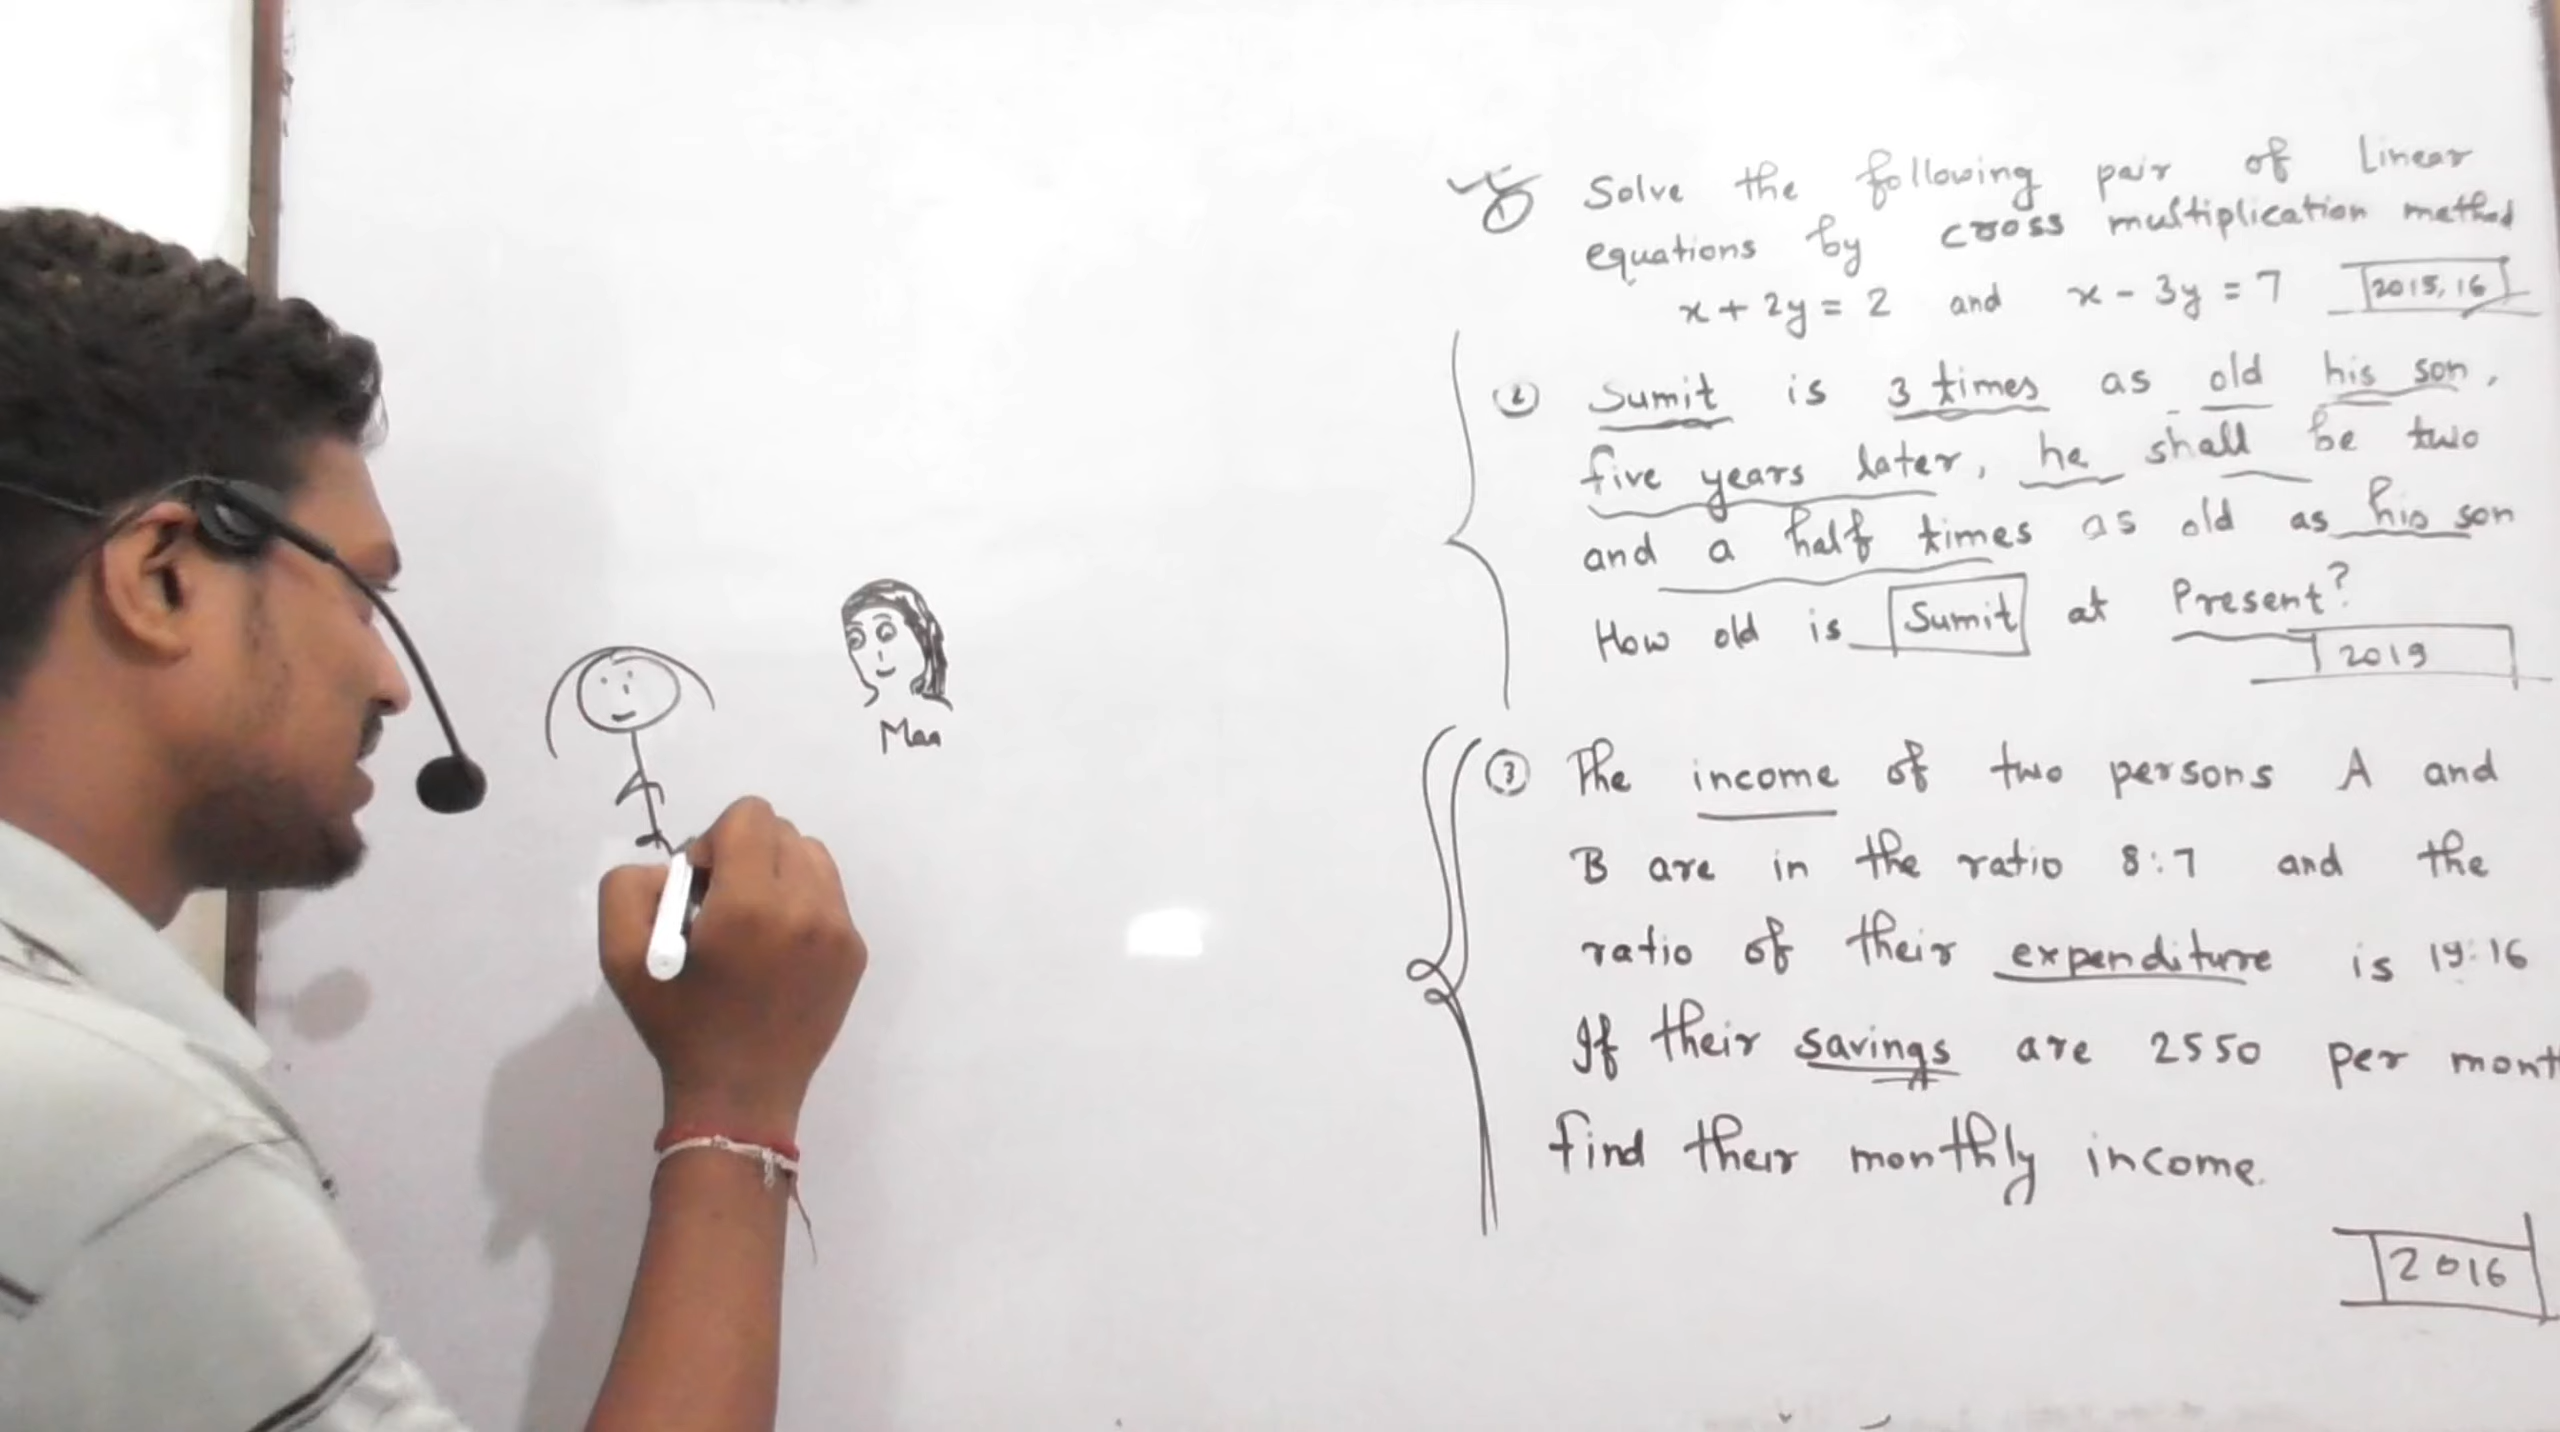 Maa
① Solve the following pair of Linear
equations by cross multiplication method
x + 2y = 2 and x - 3y = 7 2015, 16
② Sumit is 3 times as old his son,
five years later, he shall be two
and a half times as old as his son
How old is Sumit at Present?
2019
③ The income of two persons A and
B are in the ratio 8:7 and the
ratio of their expenditure is 19:16
If their savings are 2550 per mont
find their monthly income.
2016